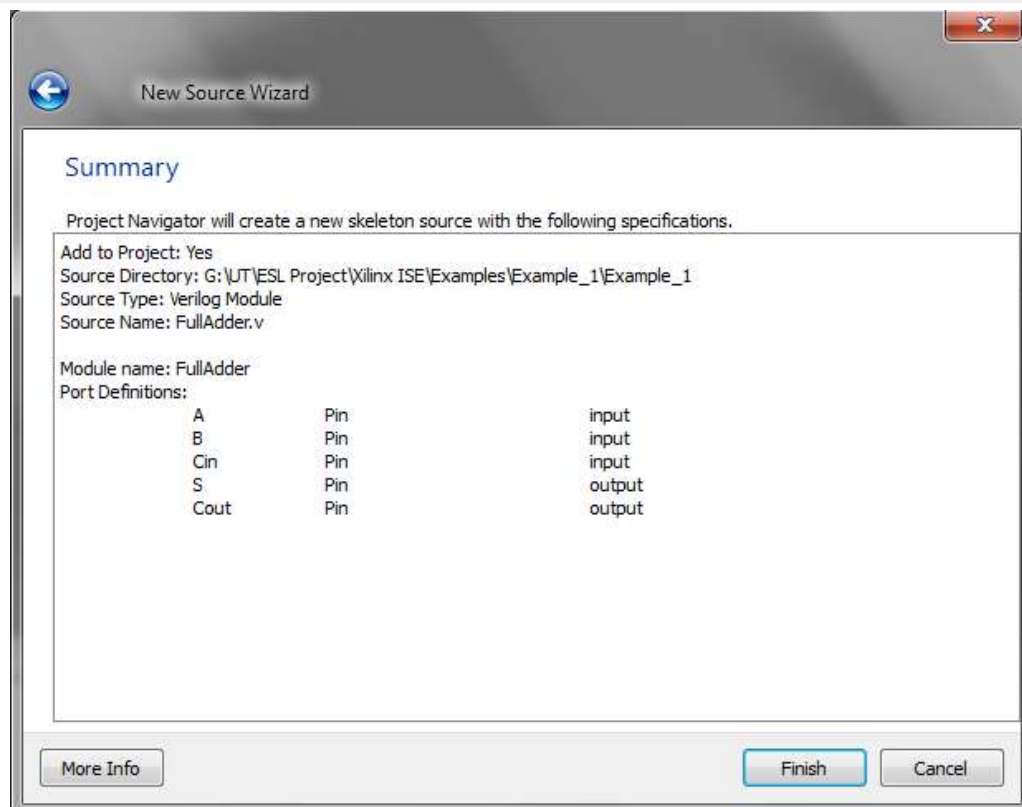 New Source Wizard
Summary
Project Navigator will create a new skeleton source with the following specifications.
Add to Project: Yes
Source Directory: G:\UT\ESL Project\Xilinx ISE\Examples\Example_1\Example_1
Source Type: Verilog Module
Source Name: FullAdder.v
Module name: FullAdder
Port Definitions:
A Pin input
B Pin input
Cin Pin input
S Pin output
Cout Pin output
More Info Finish Cancel